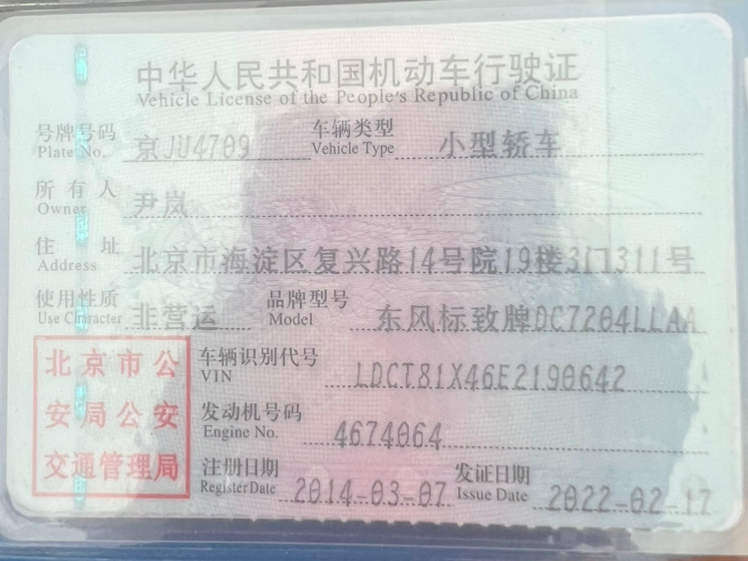 中华人民共和国机动车行驶证
Vehicle License of the People's Republic of China
号牌号码 京JU4709 车辆类型 小型轿车
Plate No. Vehicle Type
所有人 尹岚
Owner
住址 北京市海淀区复兴路14号院19楼3门311号
Address
使用性质 非营运 品牌型号 东风标致牌DC7204LLAA
Use Character Model
北京市公
安局公安
交通管理局
车辆识别代号 LDCT81X46E2190642
VIN
发动机号码 4674064
Engine No.
注册日期 2014-03-07 发证日期 2022-02-17
Register Date Issue Date